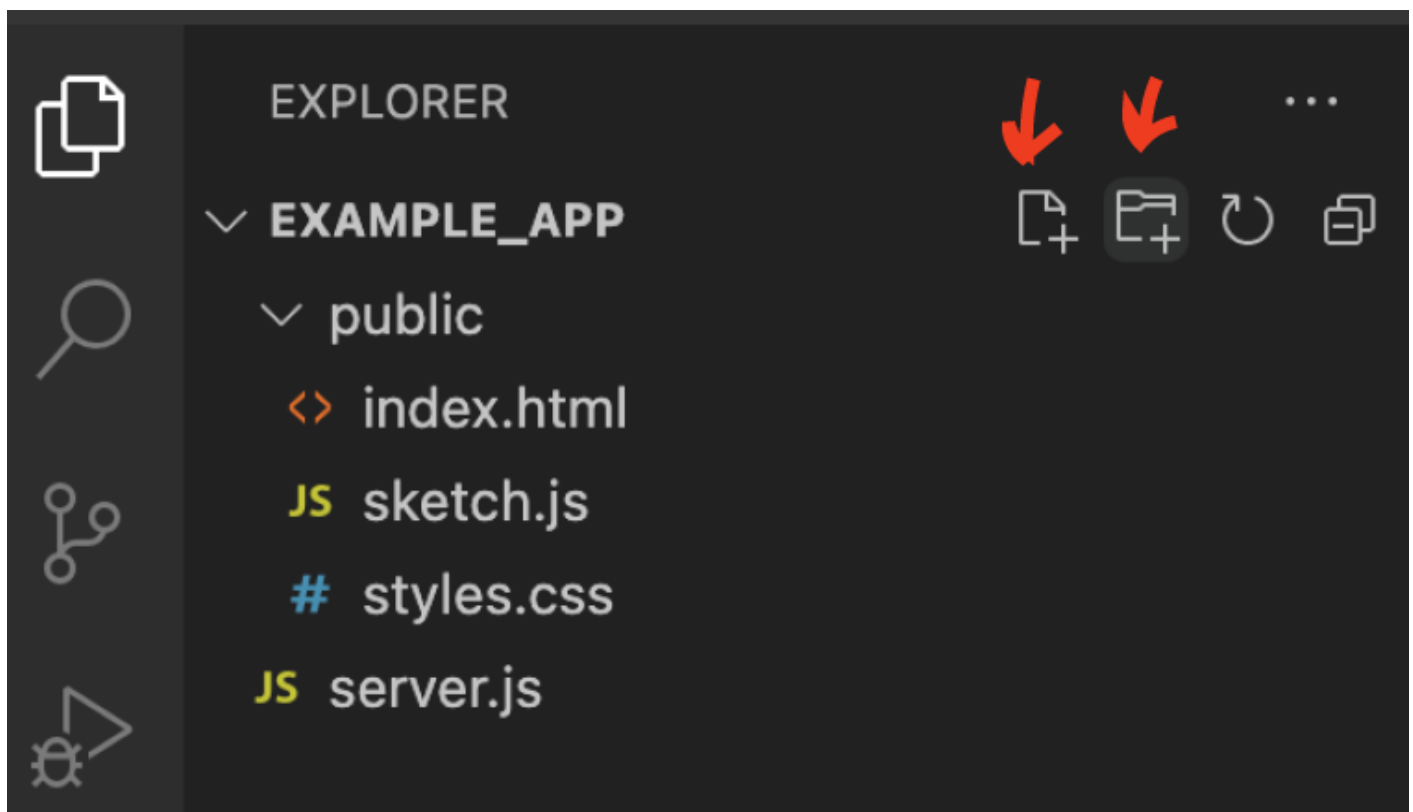 EXPLORER
EXAMPLE_APP
public
index.html
JS sketch.js
# styles.css
JS server.js